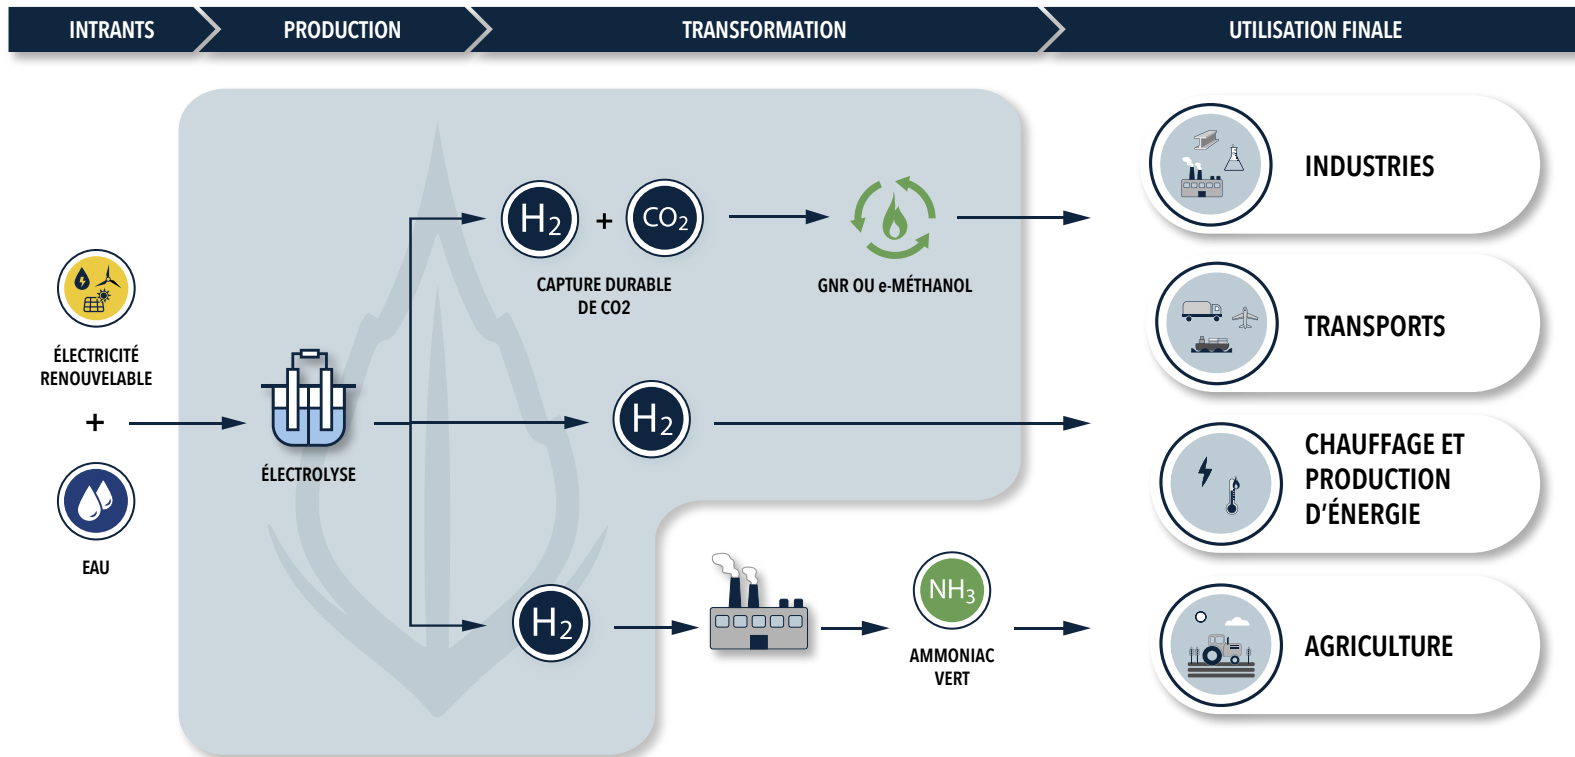 INTRANTS
PRODUCTION
TRANSFORMATION
UTILISATION FINALE
ÉLECTRICITÉ
RENOUVELABLE
+
EAU
ÉLECTROLYSE
H2
+
CO2
CAPTURE DURABLE
DE CO2
GNR OU e-MÉTHANOL
H2
H2
NH3
AMMONIAC
VERT
INDUSTRIES
TRANSPORTS
CHAUFFAGE ET
PRODUCTION
D’ÉNERGIE
AGRICULTURE